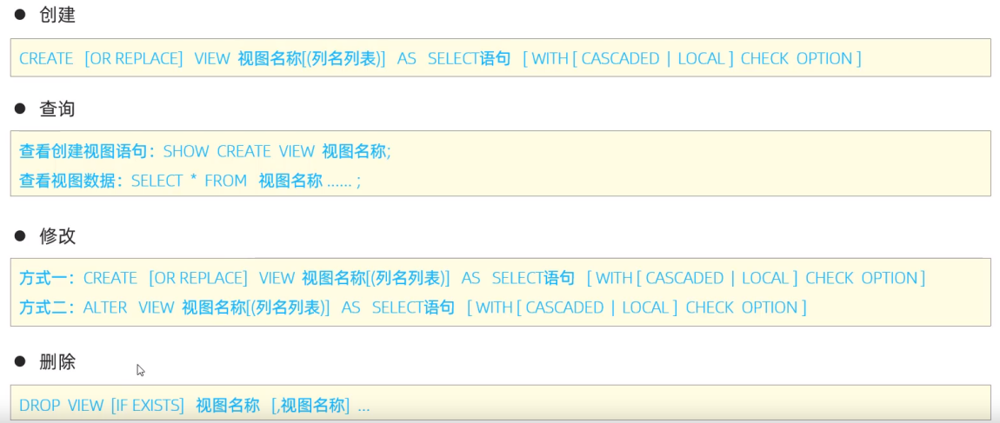 ● 创建
CREATE [OR REPLACE] VIEW 视图名称[(列名列表)] AS SELECT语句 [ WITH [ CASCADED | LOCAL ] CHECK OPTION ]
● 查询
查看创建视图语句：SHOW CREATE VIEW 视图名称;
查看视图数据：SELECT * FROM 视图名称 ...... ;
● 修改
方式一：CREATE [OR REPLACE] VIEW 视图名称[(列名列表)] AS SELECT语句 [ WITH [ CASCADED | LOCAL ] CHECK OPTION ]
方式二：ALTER VIEW 视图名称[(列名列表)] AS SELECT语句 [ WITH [ CASCADED | LOCAL ] CHECK OPTION ]
● 删除
DROP VIEW [IF EXISTS] 视图名称 [,视图名称] ...